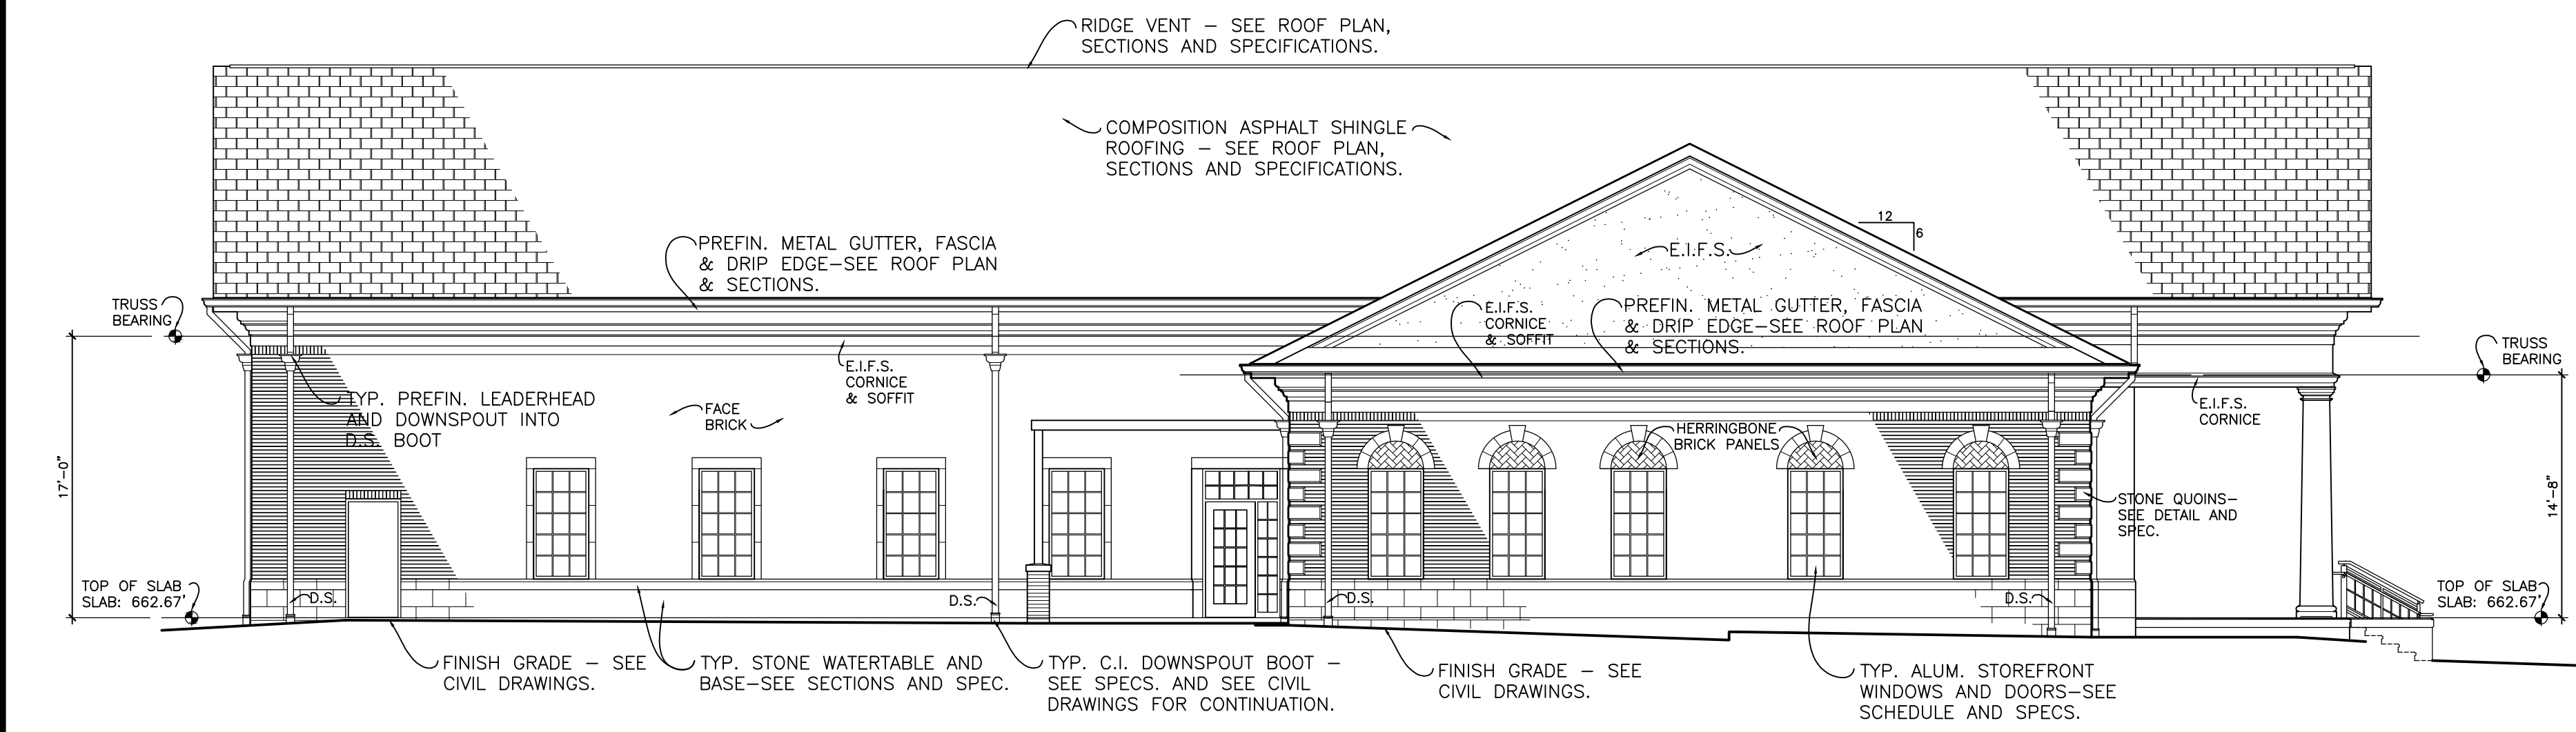 RIDGE VENT – SEE ROOF PLAN,
SECTIONS AND SPECIFICATIONS.
COMPOSITION ASPHALT SHINGLE
ROOFING – SEE ROOF PLAN,
SECTIONS AND SPECIFICATIONS.
12
6
E.I.F.S.
PREFIN. METAL GUTTER, FASCIA
& DRIP EDGE–SEE ROOF PLAN
& SECTIONS.
TRUSS
BEARING
E.I.F.S.
CORNICE
& SOFFIT
PREFIN. METAL GUTTER, FASCIA
& DRIP EDGE–SEE ROOF PLAN
& SECTIONS.
TRUSS
BEARING
E.I.F.S.
CORNICE
& SOFFIT
TYP. PREFIN. LEADERHEAD
AND DOWNSPOUT INTO
D.S. BOOT
FACE
BRICK
E.I.F.S.
CORNICE
HERRINGBONE
BRICK PANELS
17'-0"
14'-8"
STONE QUOINS–
SEE DETAIL AND
SPEC.
TOP OF SLAB
SLAB: 662.67'
D.S.
D.S.
D.S.
D.S.
TOP OF SLAB
SLAB: 662.67'
FINISH GRADE – SEE
CIVIL DRAWINGS.
TYP. STONE WATERTABLE AND
BASE–SEE SECTIONS AND SPEC.
TYP. C.I. DOWNSPOUT BOOT –
SEE SPECS. AND SEE CIVIL
DRAWINGS FOR CONTINUATION.
FINISH GRADE – SEE
CIVIL DRAWINGS.
TYP. ALUM. STOREFRONT
WINDOWS AND DOORS–SEE
SCHEDULE AND SPECS.